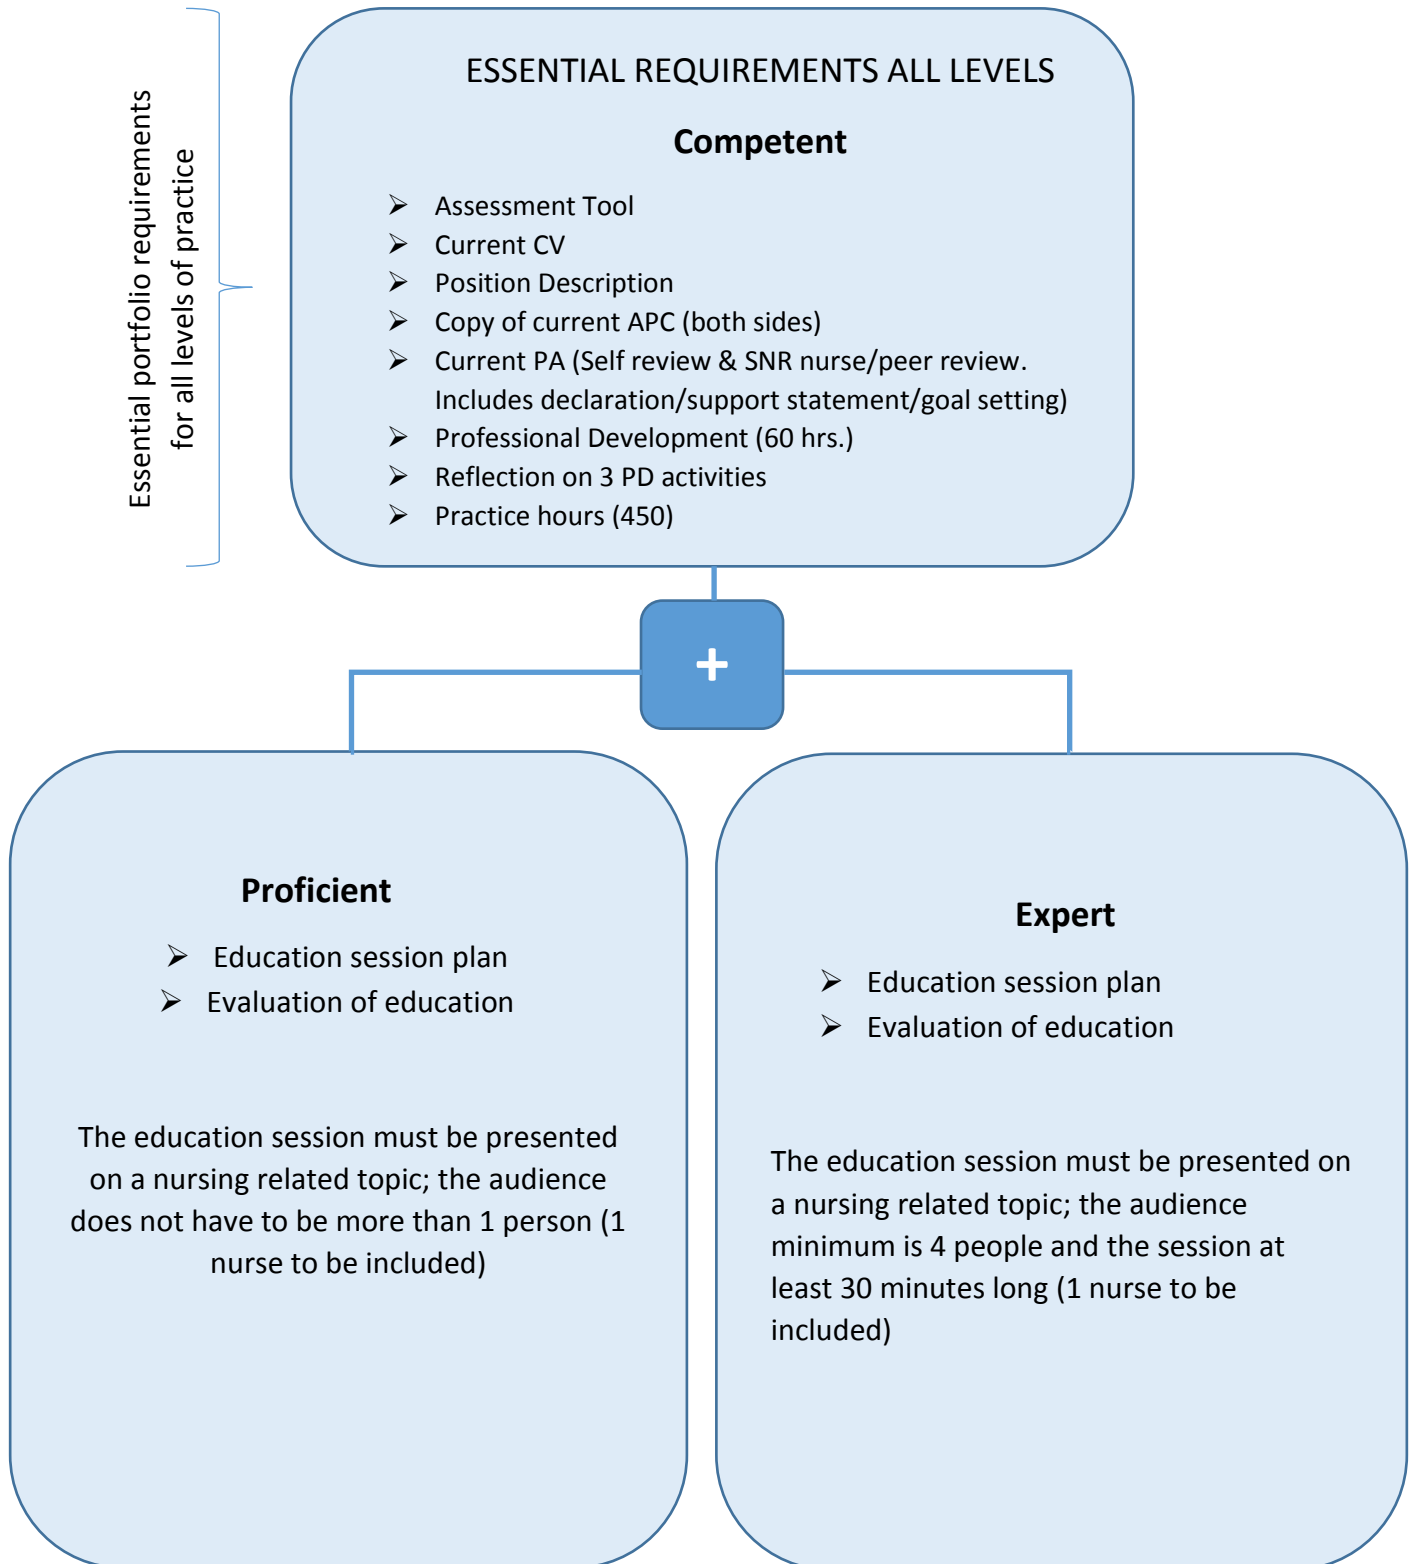 Essential portfolio requirements
for all levels of practice
ESSENTIAL REQUIREMENTS ALL LEVELS
Competent
➢ Assessment Tool
➢ Current CV
➢ Position Description
➢ Copy of current APC (both sides)
➢ Current PA (Self review & SNR nurse/peer review.
Includes declaration/support statement/goal setting)
➢ Professional Development (60 hrs.)
➢ Reflection on 3 PD activities
➢ Practice hours (450)
+
Proficient
➢ Education session plan
➢ Evaluation of education
The education session must be presented
on a nursing related topic; the audience
does not have to be more than 1 person (1
nurse to be included)
Expert
➢ Education session plan
➢ Evaluation of education
The education session must be presented on
a nursing related topic; the audience
minimum is 4 people and the session at
least 30 minutes long (1 nurse to be
included)